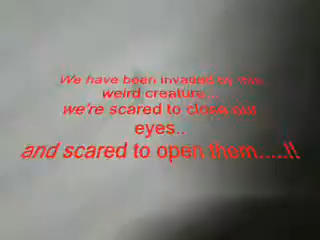 We have been invaded by this
weird creature...
we're scared to close our
eyes..
and scared to open them.....!!